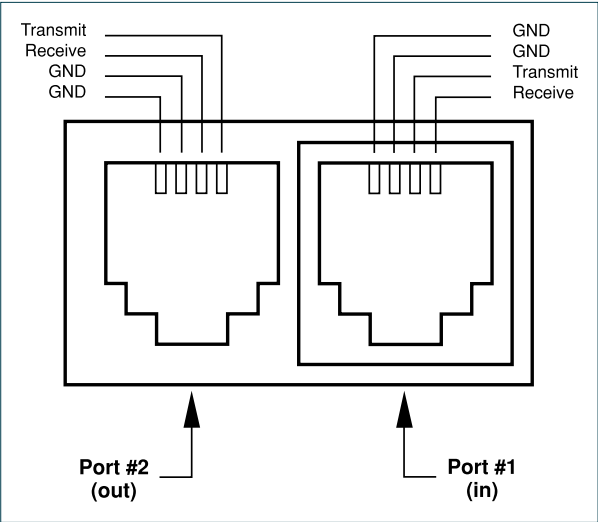 Transmit
Receive
GND
GND
GND
GND
Transmit
Receive
Port #2
(out)
Port #1
(in)